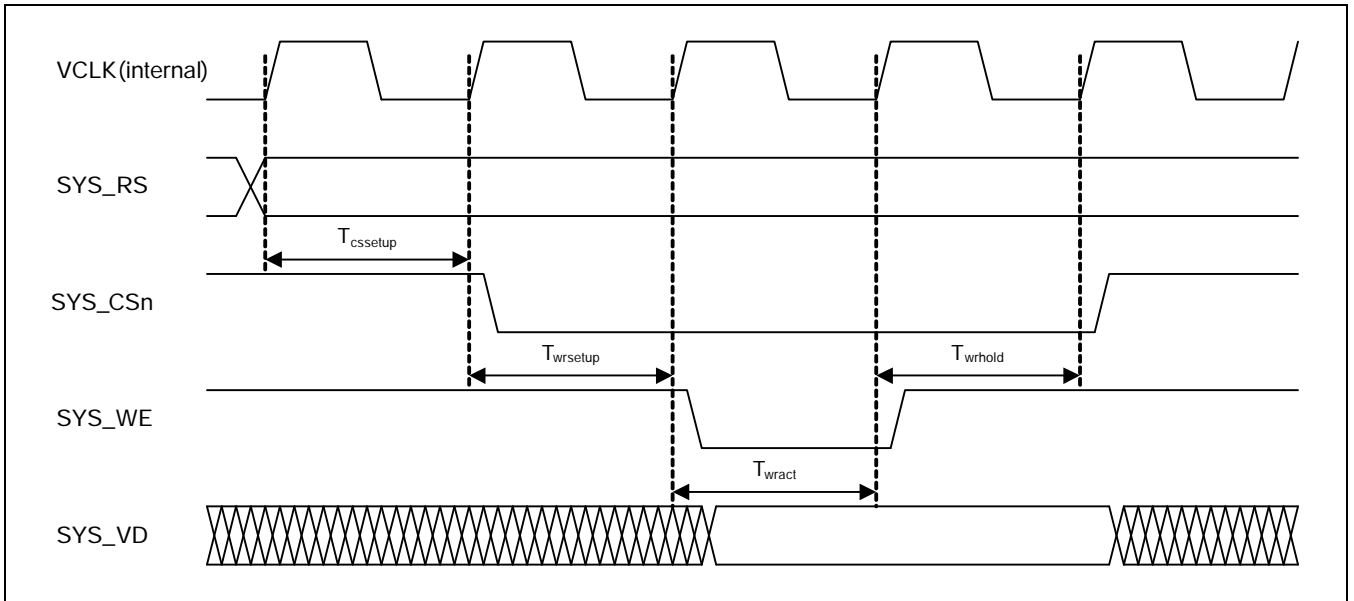 VCLK(internal)
SYS_RS
Tcssetup
SYS_CSn
Twrsetup
Twrhold
SYS_WE
Twract
SYS_VD